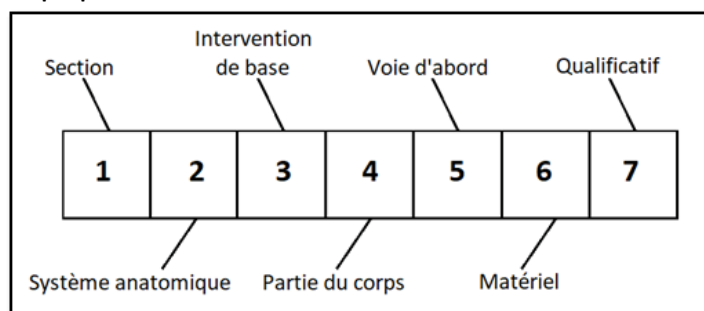 Intervention
Section de base Voie d'abord Qualificatif
1 2 3 4 5 6 7
Système anatomique Partie du corps Matériel